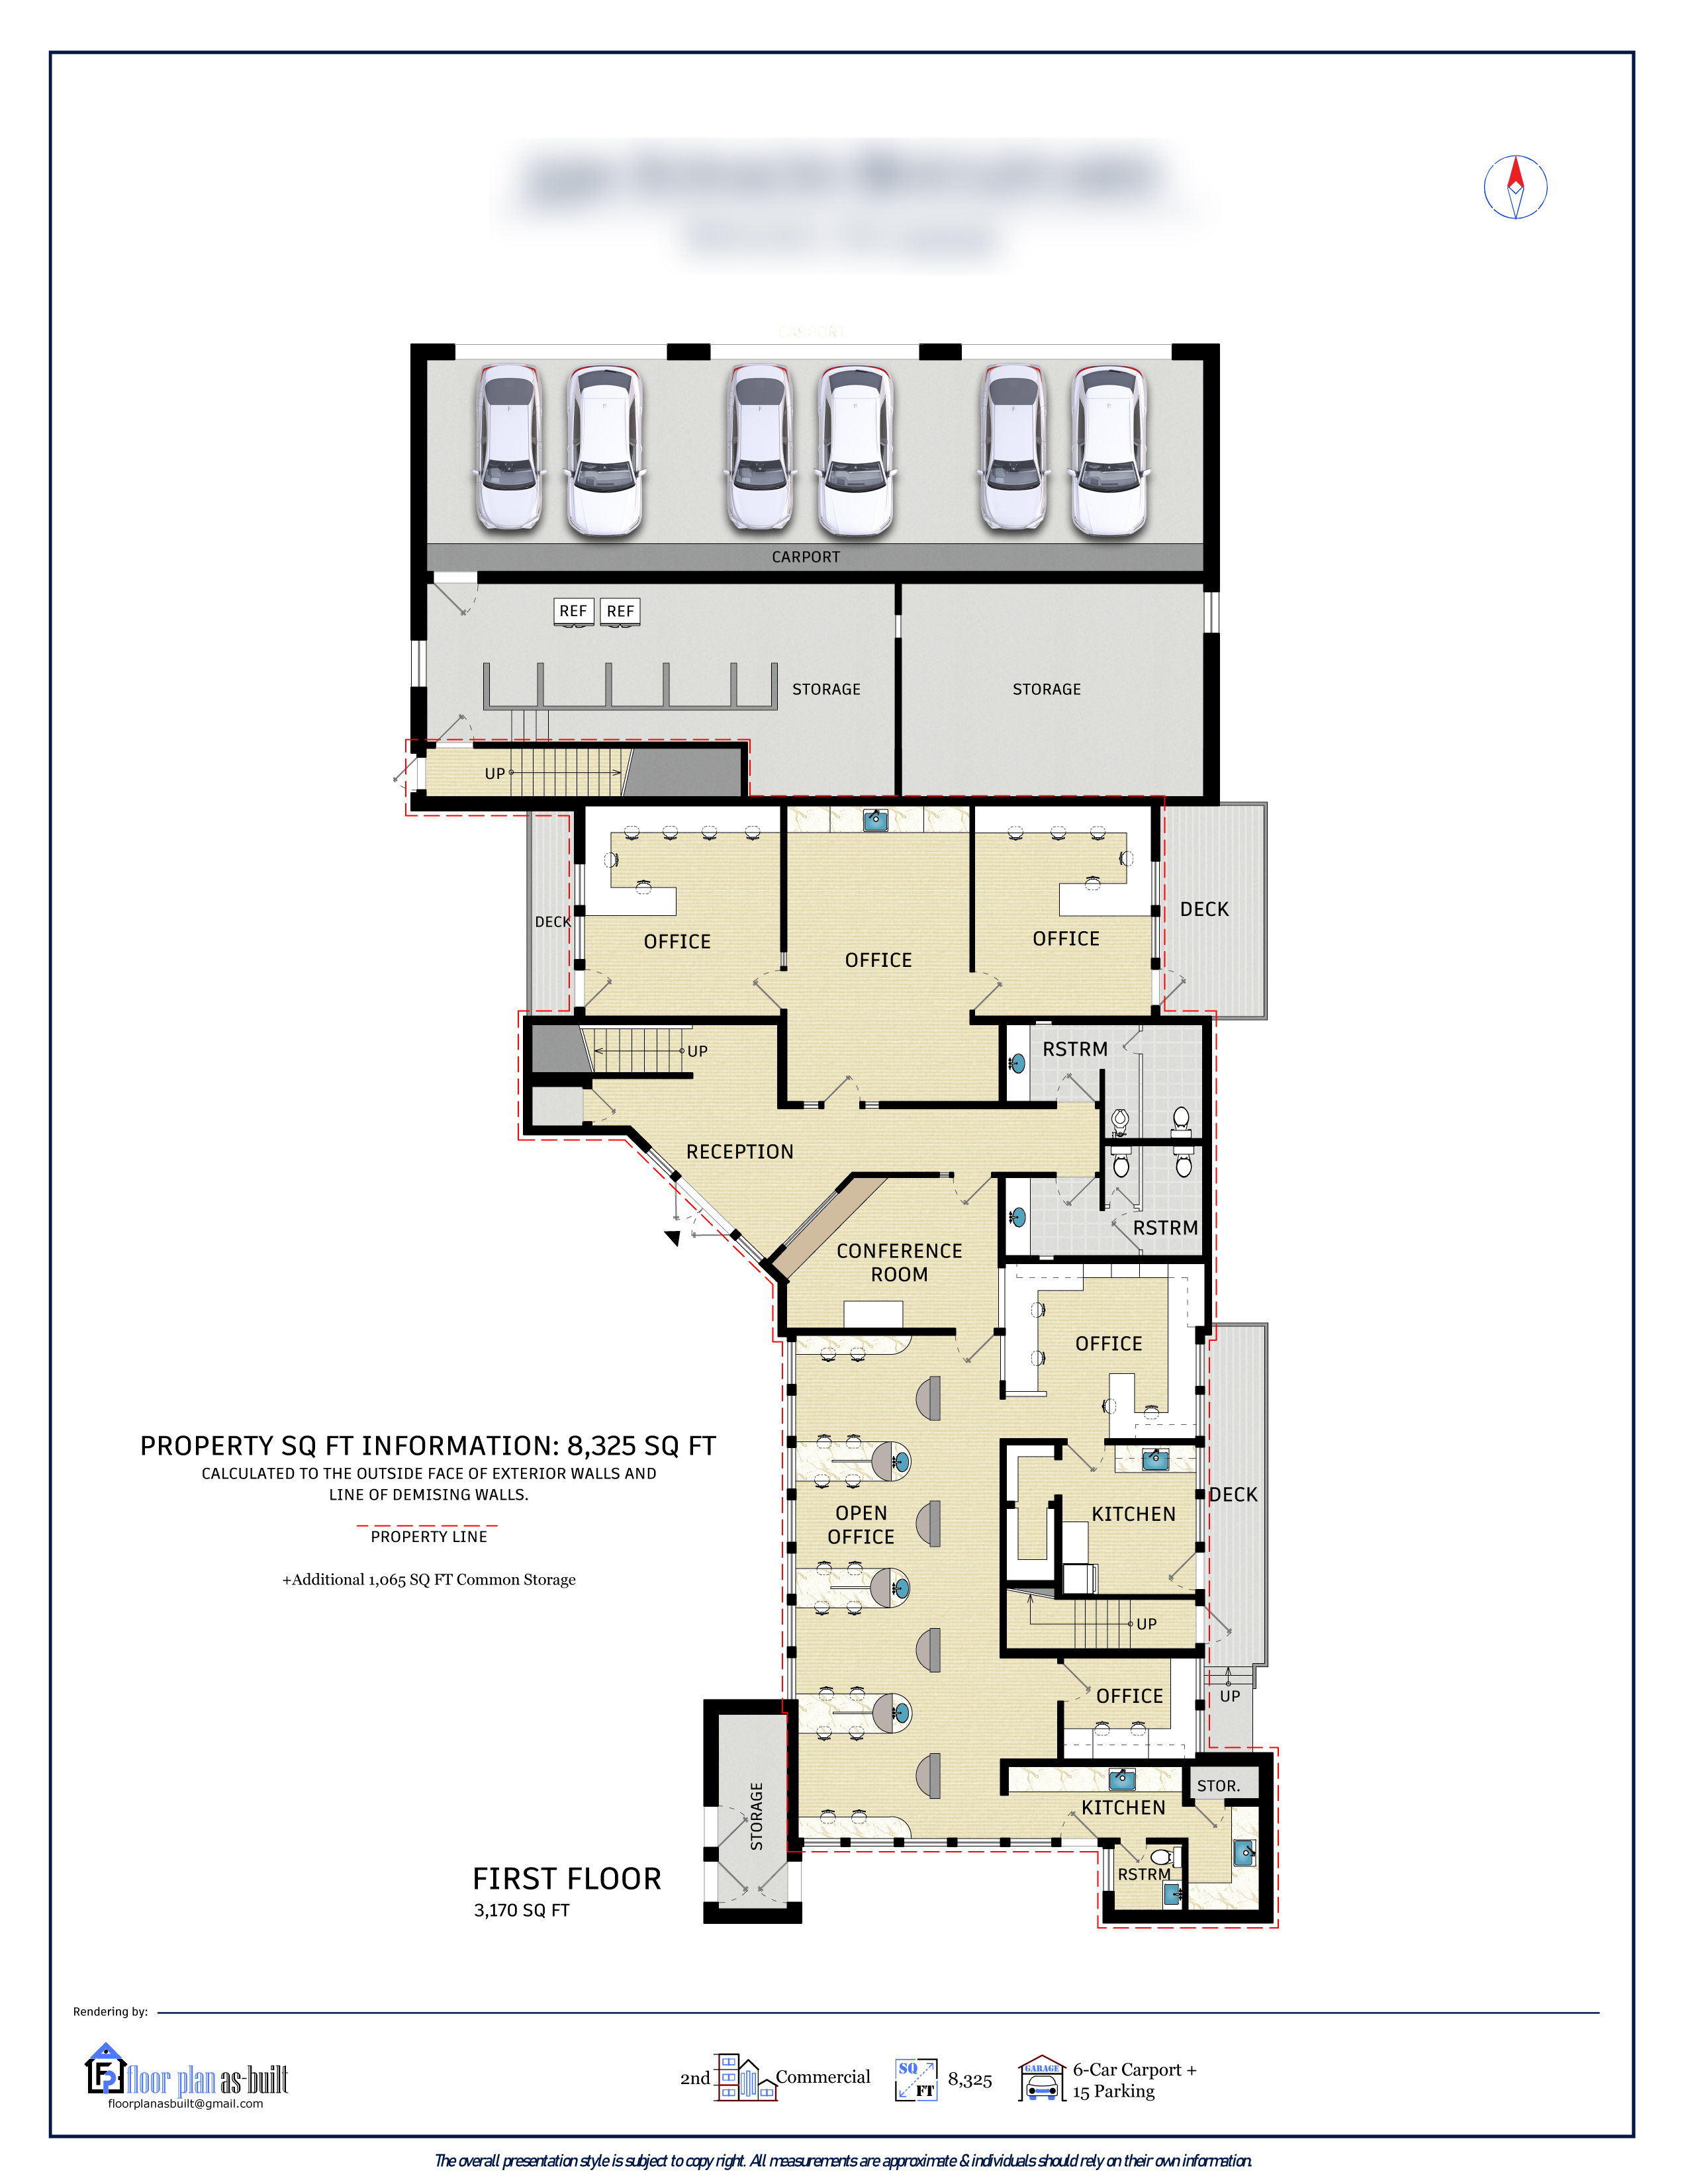 CARPORT
CARPORT
REF REF
STORAGE STORAGE
UP
DECK OFFICE OFFICE OFFICE DECK
UP RSTRM
RECEPTION
RSTRM
CONFERENCE
ROOM
OFFICE
PROPERTY SQ FT INFORMATION: 8,325 SQ FT
CALCULATED TO THE OUTSIDE FACE OF EXTERIOR WALLS AND
LINE OF DEMISING WALLS.
PROPERTY LINE
+Additional 1,065 SQ FT Common Storage
OPEN
OFFICE
KITCHEN
DECK
UP
OFFICE
UP
STORAGE
STOR.
KITCHEN
RSTRM
FIRST FLOOR
3,170 SQ FT
Rendering by:
FP floor plan as-built
floorplanasbuilt@gmail.com
2nd Commercial
SQ FT 8,325
GARAGE 6-Car Carport +
15 Parking
The overall presentation style is subject to copy right. All measurements are approximate & individuals should rely on their own information.